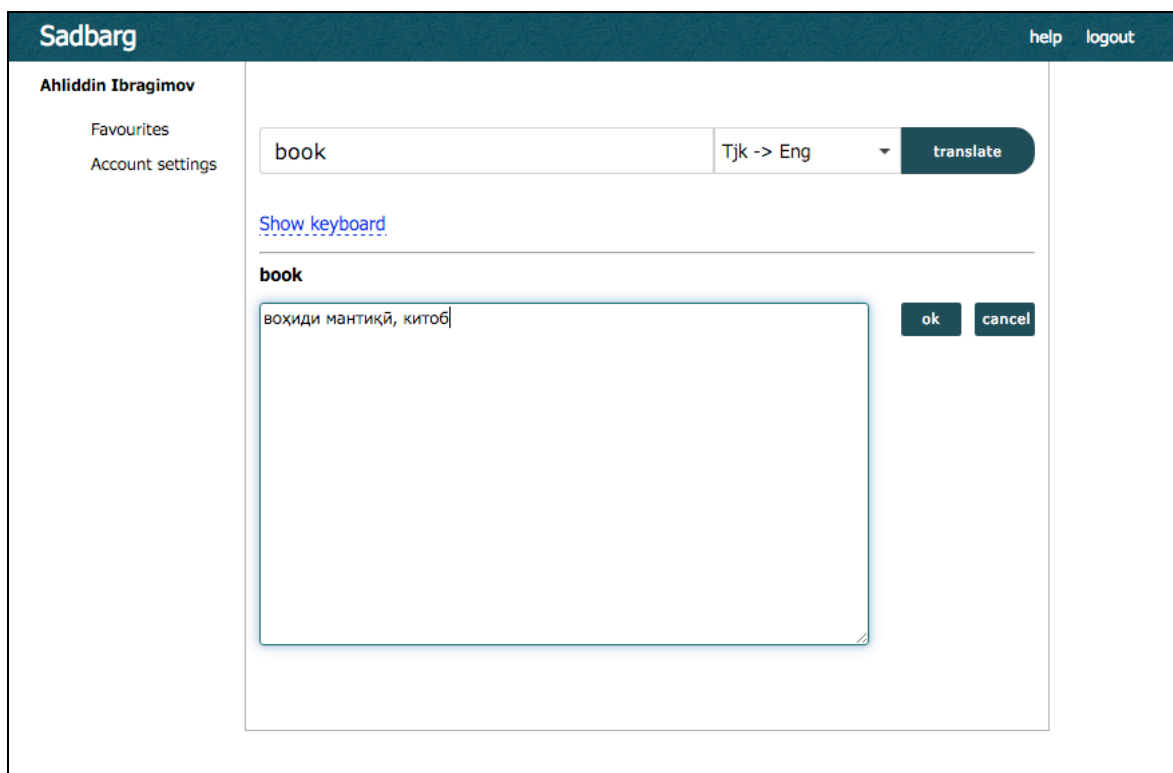 Sadbarg
help logout
Ahliddin Ibragimov
Favourites
Account settings
book Tjk -> Eng translate
Show keyboard
book
воҳиди мантиқӣ, китоб
ok cancel